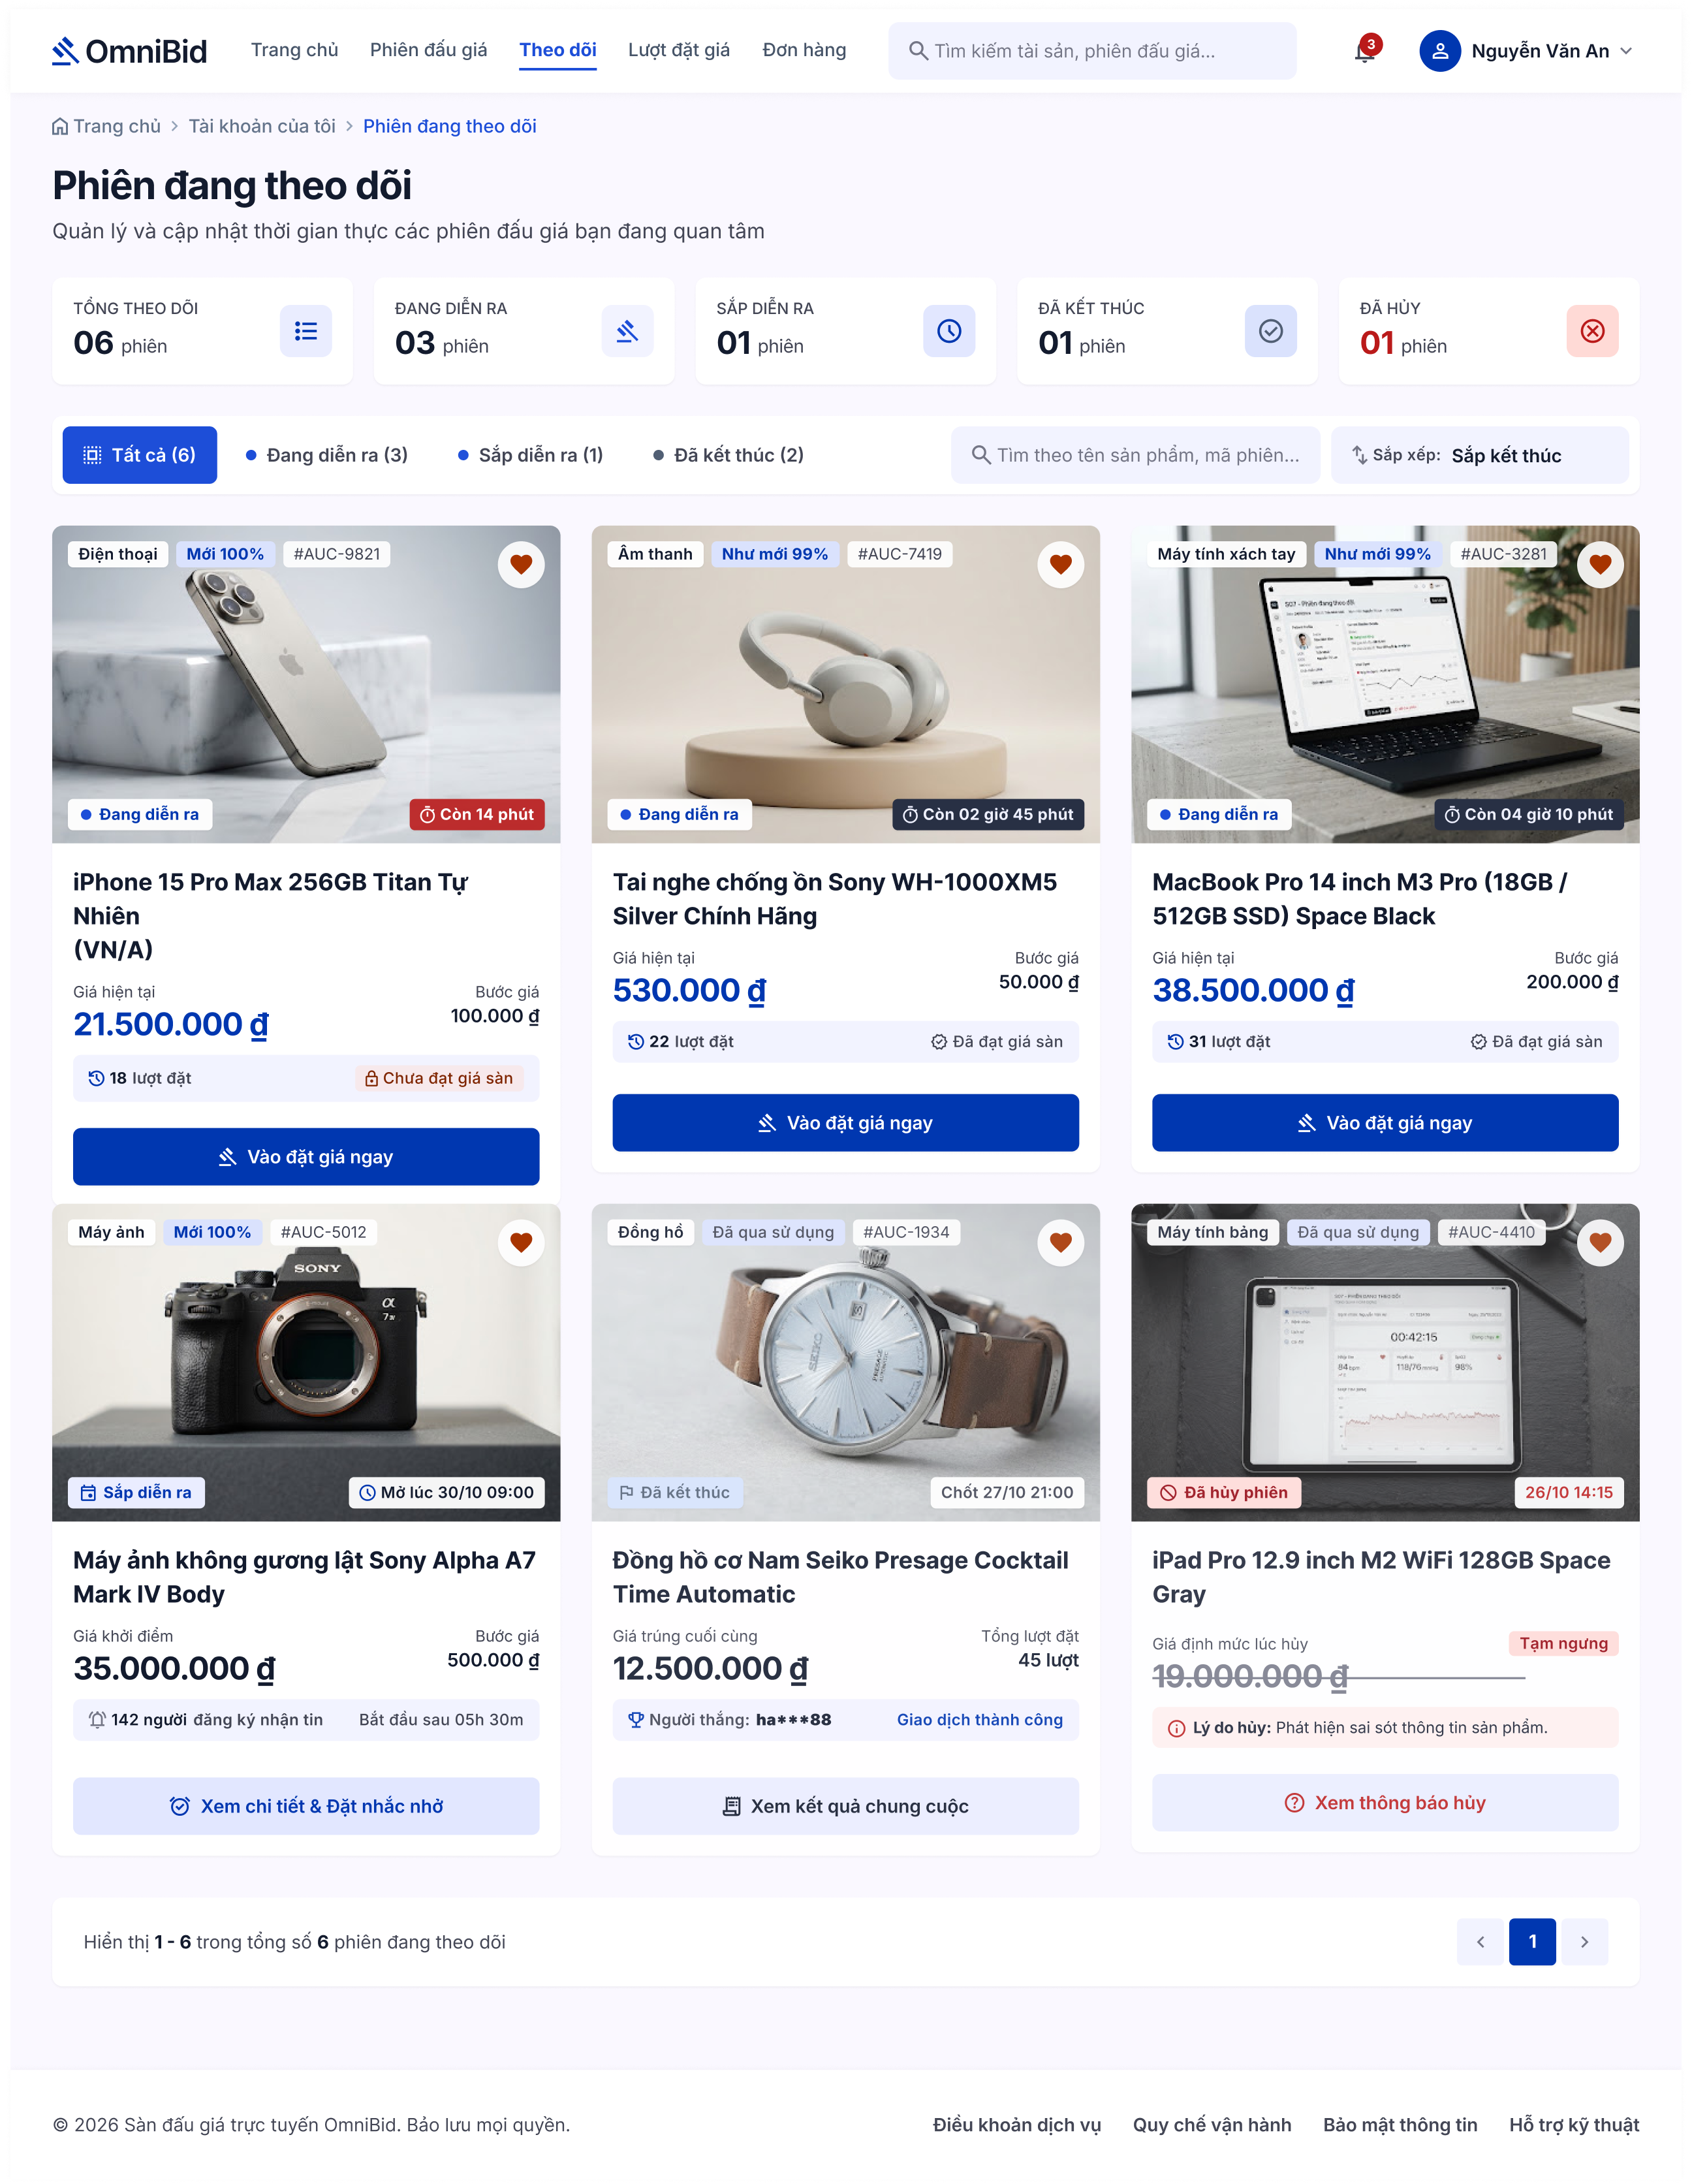 OmniBid
Trang chủ
Phiên đấu giá
Theo dõi
Lượt đặt giá
Đơn hàng
Tìm kiếm tài sản, phiên đấu giá...
3
Nguyễn Văn An
Trang chủ > Tài khoản của tôi > Phiên đang theo dõi
Phiên đang theo dõi
Quản lý và cập nhật thời gian thực các phiên đấu giá bạn đang quan tâm
TỔNG THEO DÕI
06 phiên
ĐANG DIỄN RA
03 phiên
SẮP DIỄN RA
01 phiên
ĐÃ KẾT THÚC
01 phiên
ĐÃ HỦY
01 phiên
Tất cả (6)
Đang diễn ra (3)
Sắp diễn ra (1)
Đã kết thúc (2)
Tìm theo tên sản phẩm, mã phiên...
Sắp xếp: Sắp kết thúc
Điện thoại
Mới 100%
#AUC-9821
Đang diễn ra
Còn 14 phút
iPhone 15 Pro Max 256GB Titan Tự
Nhiên
(VN/A)
Giá hiện tại
21.500.000 ₫
Bước giá
100.000 ₫
18 lượt đặt
Chưa đạt giá sàn
Vào đặt giá ngay
Âm thanh
Như mới 99%
#AUC-7419
Đang diễn ra
Còn 02 giờ 45 phút
Tai nghe chống ồn Sony WH-1000XM5
Silver Chính Hãng
Giá hiện tại
530.000 ₫
Bước giá
50.000 ₫
22 lượt đặt
Đã đạt giá sàn
Vào đặt giá ngay
Máy tính xách tay
Như mới 99%
#AUC-3281
S07 - Phiên đang theo dõi
Đang diễn ra
Còn 04 giờ 10 phút
MacBook Pro 14 inch M3 Pro (18GB /
512GB SSD) Space Black
Giá hiện tại
38.500.000 ₫
Bước giá
200.000 ₫
31 lượt đặt
Đã đạt giá sàn
Vào đặt giá ngay
Máy ảnh
Mới 100%
#AUC-5012
SONY
α
7 IV
Sắp diễn ra
Mở lúc 30/10 09:00
Máy ảnh không gương lật Sony Alpha A7
Mark IV Body
Giá khởi điểm
35.000.000 ₫
Bước giá
500.000 ₫
142 người đăng ký nhận tin
Bắt đầu sau 05h 30m
Xem chi tiết & Đặt nhắc nhở
Đồng hồ
Đã qua sử dụng
#AUC-1934
SEIKO
PRESAGE
Đã kết thúc
Chốt 27/10 21:00
Đồng hồ cơ Nam Seiko Presage Cocktail
Time Automatic
Giá trúng cuối cùng
12.500.000 ₫
Tổng lượt đặt
45 lượt
Người thắng: ha***88
Giao dịch thành công
Xem kết quả chung cuộc
Máy tính bảng
Đã qua sử dụng
#AUC-4410
S07 - PHIÊN ĐANG THEO DÕI
00:42:15
84 bpm
118/76 mmHg
98%
Đã hủy phiên
26/10 14:15
iPad Pro 12.9 inch M2 WiFi 128GB Space
Gray
Giá định mức lúc hủy
Tạm ngưng
19.000.000 ₫
Lý do hủy: Phát hiện sai sót thông tin sản phẩm.
Xem thông báo hủy
Hiển thị 1 - 6 trong tổng số 6 phiên đang theo dõi
1
© 2026 Sàn đấu giá trực tuyến OmniBid. Bảo lưu mọi quyền.
Điều khoản dịch vụ
Quy chế vận hành
Bảo mật thông tin
Hỗ trợ kỹ thuật